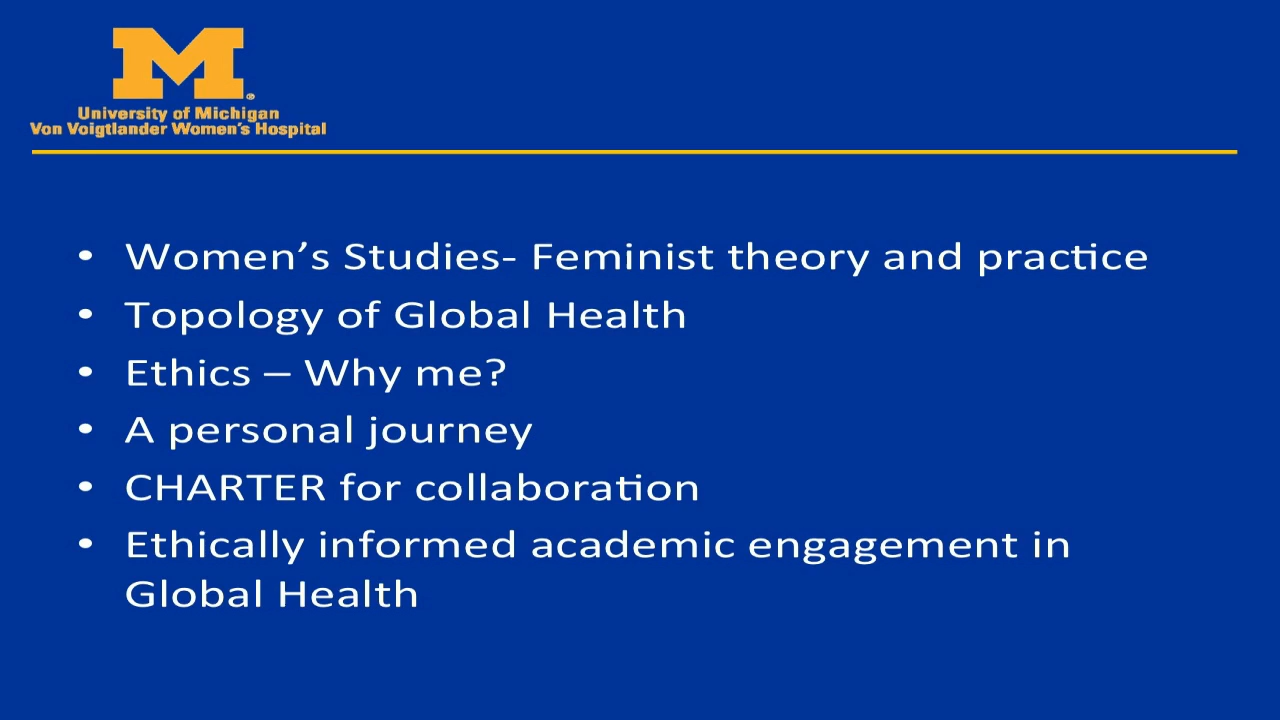 M®
University of Michigan
Von Voigtlander Women's Hospital
• Women's Studies- Feminist theory and practice
• Topology of Global Health
• Ethics – Why me?
• A personal journey
• CHARTER for collaboration
• Ethically informed academic engagement in
Global Health